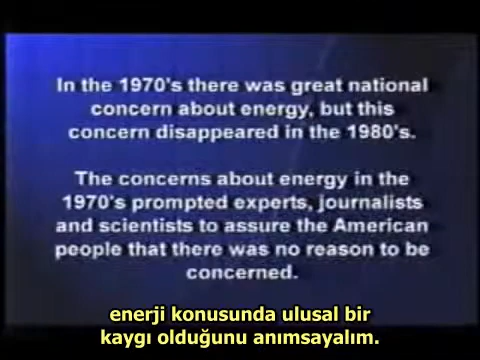 In the 1970's there was great national
concern about energy, but this
concern disappeared in the 1980's.
The concerns about energy in the
1970's prompted experts, journalists
and scientists to assure the American
people that there was no reason to be
concerned.
enerji konusunda ulusal bir
kaygı olduğunu anımsayalım.